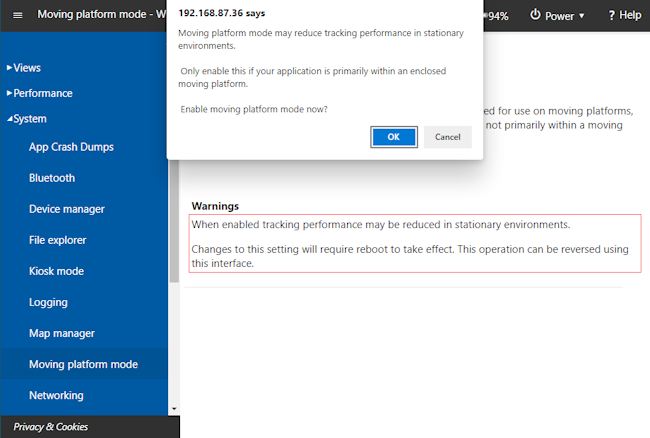 Moving platform mode - W
192.168.87.36 says
94%
Power
? Help
Moving platform mode may reduce tracking performance in stationary
environments.
Only enable this if your application is primarily within an enclosed
moving platform.
Enable moving platform mode now?
OK
Cancel
Views
Performance
System
App Crash Dumps
Bluetooth
Device manager
File explorer
Kiosk mode
Logging
Map manager
Moving platform mode
Networking
Privacy & Cookies
ed for use on moving platforms,
not primarily within a moving
Warnings
When enabled tracking performance may be reduced in stationary environments.
Changes to this setting will require reboot to take effect. This operation can be reversed using
this interface.